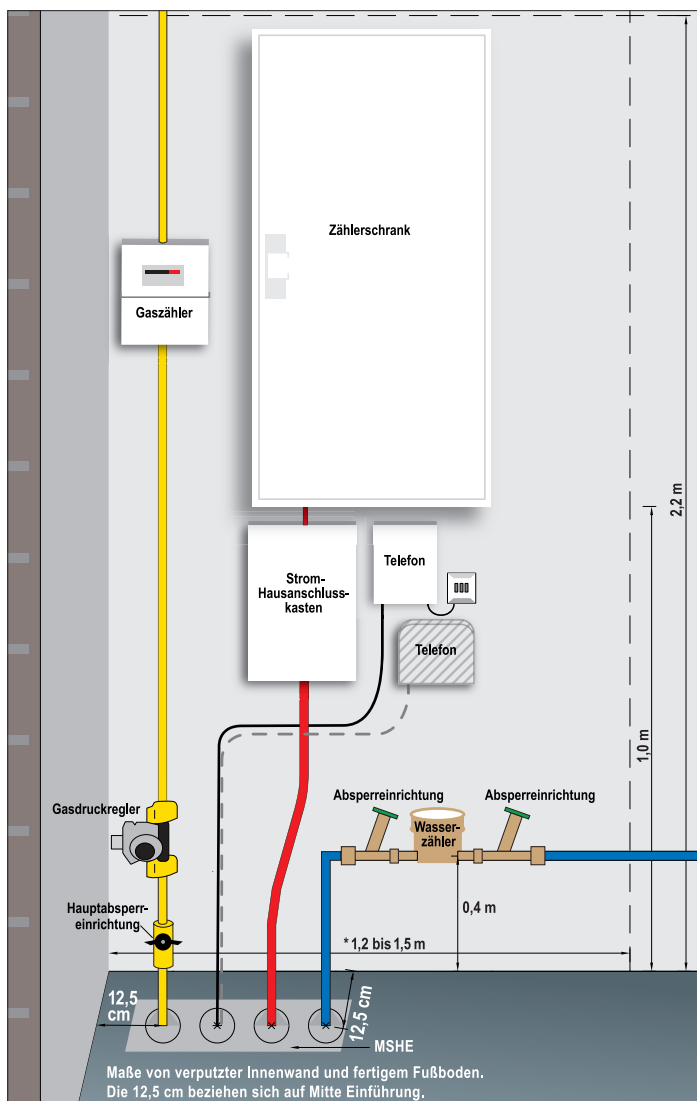 Zählerschrank
2,2 m
Gaszähler
Strom-
Hausanschluss-
kasten
Telefon
Telefon
1,0 m
Gasdruckregler
Absperreinrichtung
Absperreinrichtung
Wasser-
zähler
Hauptabsperr-
einrichtung
0,4 m
* 1,2 bis 1,5 m
12,5
cm
12,5 cm
MSHE
Maße von verputzter Innenwand und fertigem Fußboden.
Die 12,5 cm beziehen sich auf Mitte Einführung.